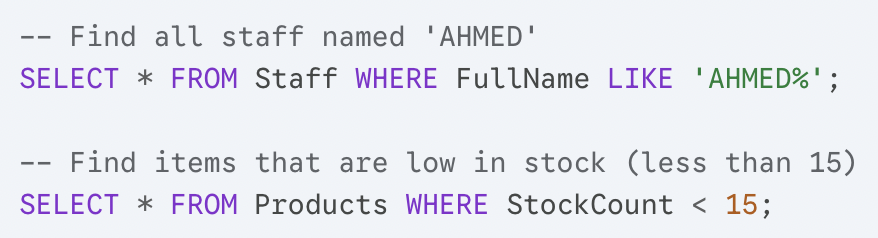 -- Find all staff named 'AHMED'
SELECT * FROM Staff WHERE FullName LIKE 'AHMED%';
-- Find items that are low in stock (less than 15)
SELECT * FROM Products WHERE StockCount < 15;